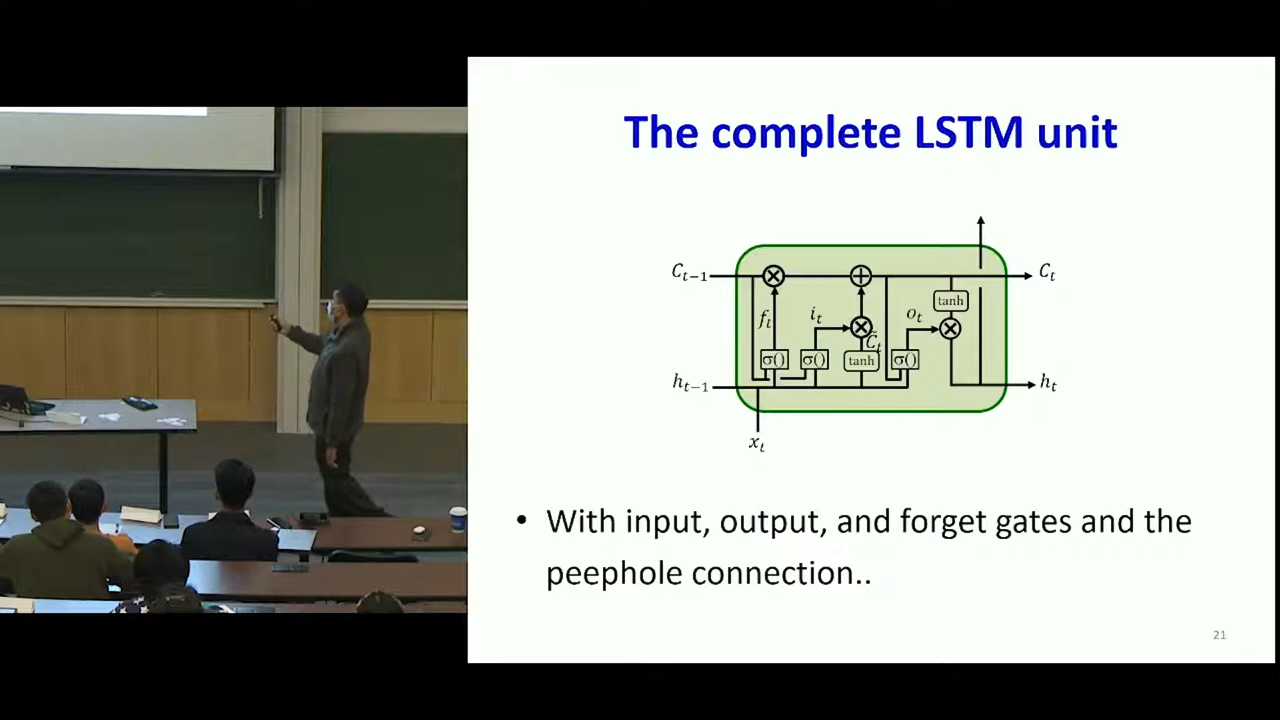 The complete LSTM unit
C_{t-1}
C_t
tanh
f_t
i_t
o_t
C̃_t
σ()
σ()
tanh
σ()
h_{t-1}
h_t
x_t
• With input, output, and forget gates and the
peephole connection..
21